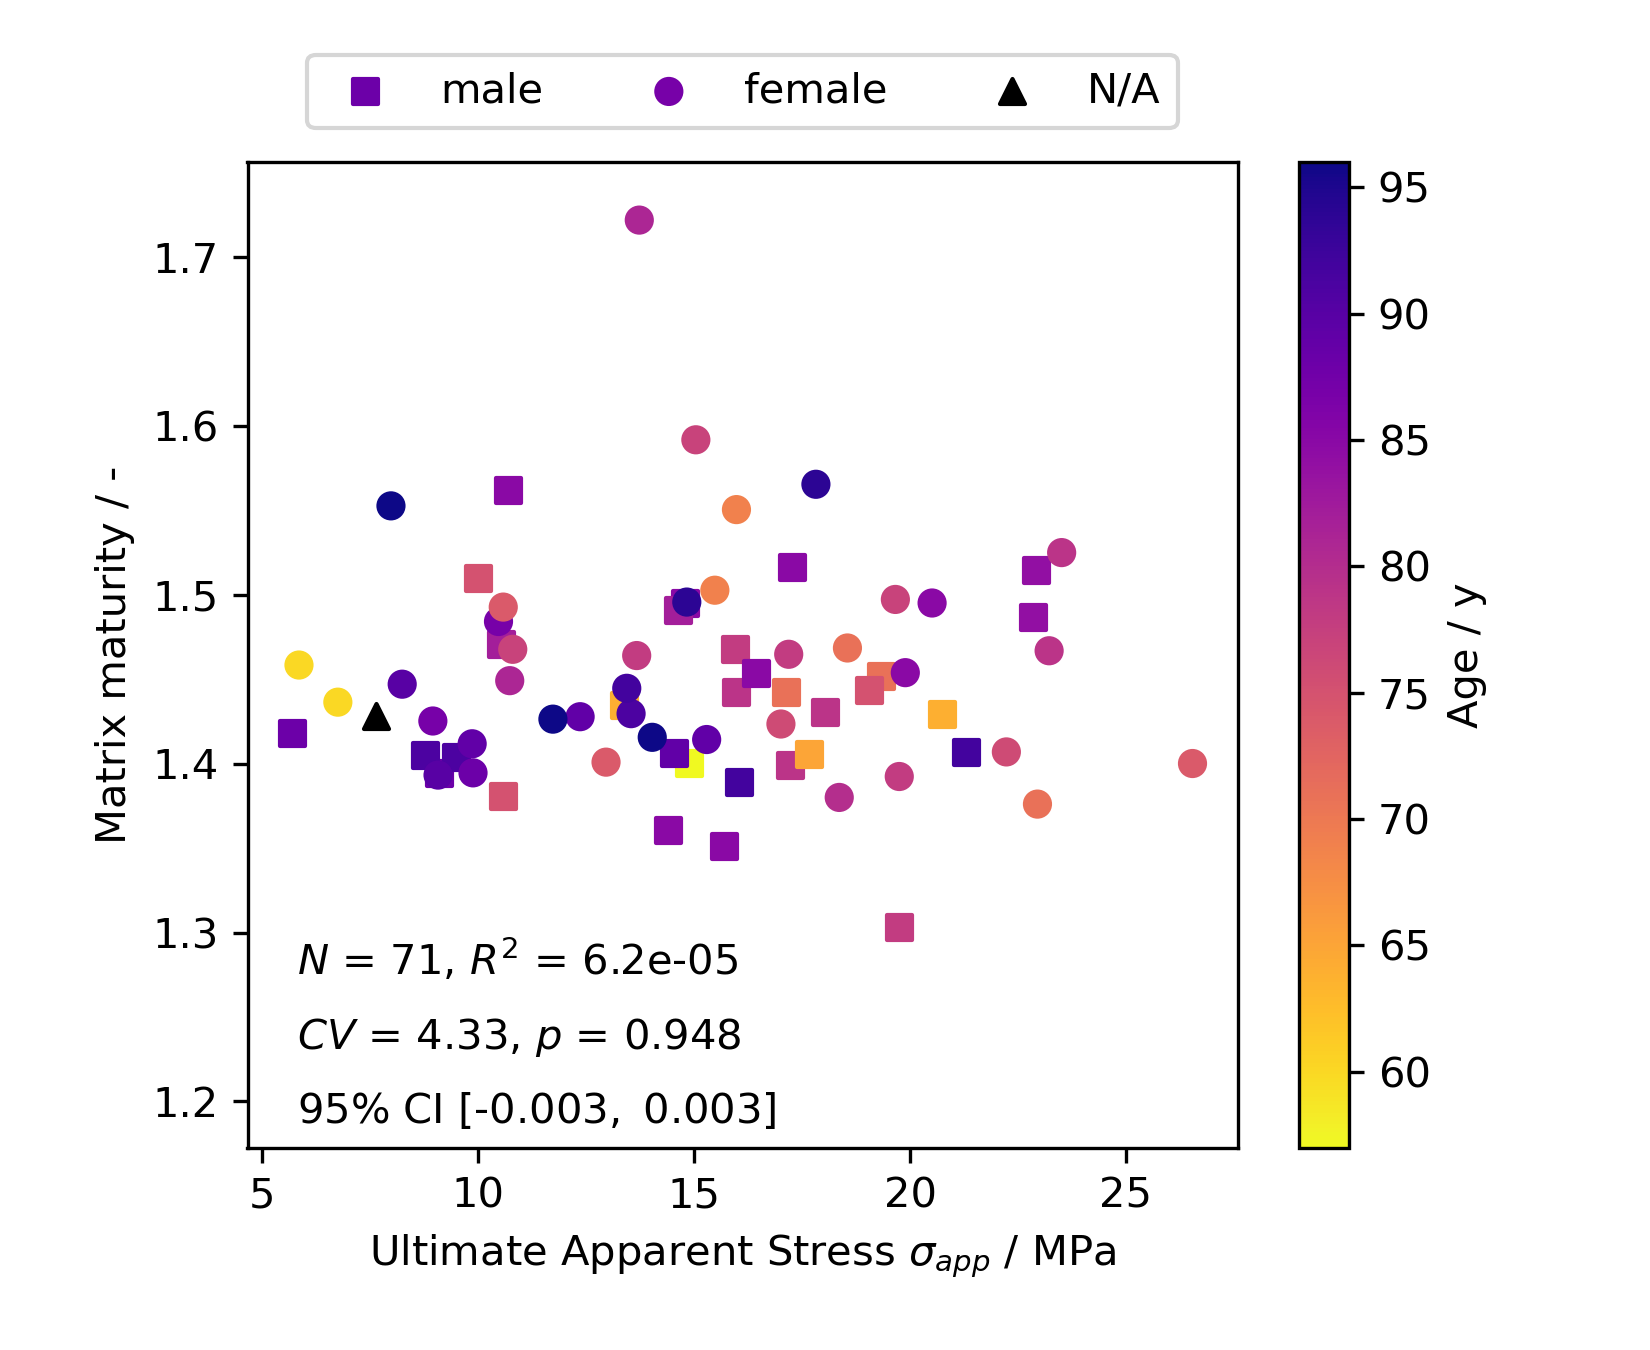 male female N/A
1.7
1.6
1.5
1.4
1.3
1.2
Matrix maturity / -
N = 71, R² = 6.2e-05
CV = 4.33, p = 0.948
95% CI [-0.003, 0.003]
5 10 15 20 25
Ultimate Apparent Stress σapp / MPa
95
90
85
80
75
70
65
60
Age / y